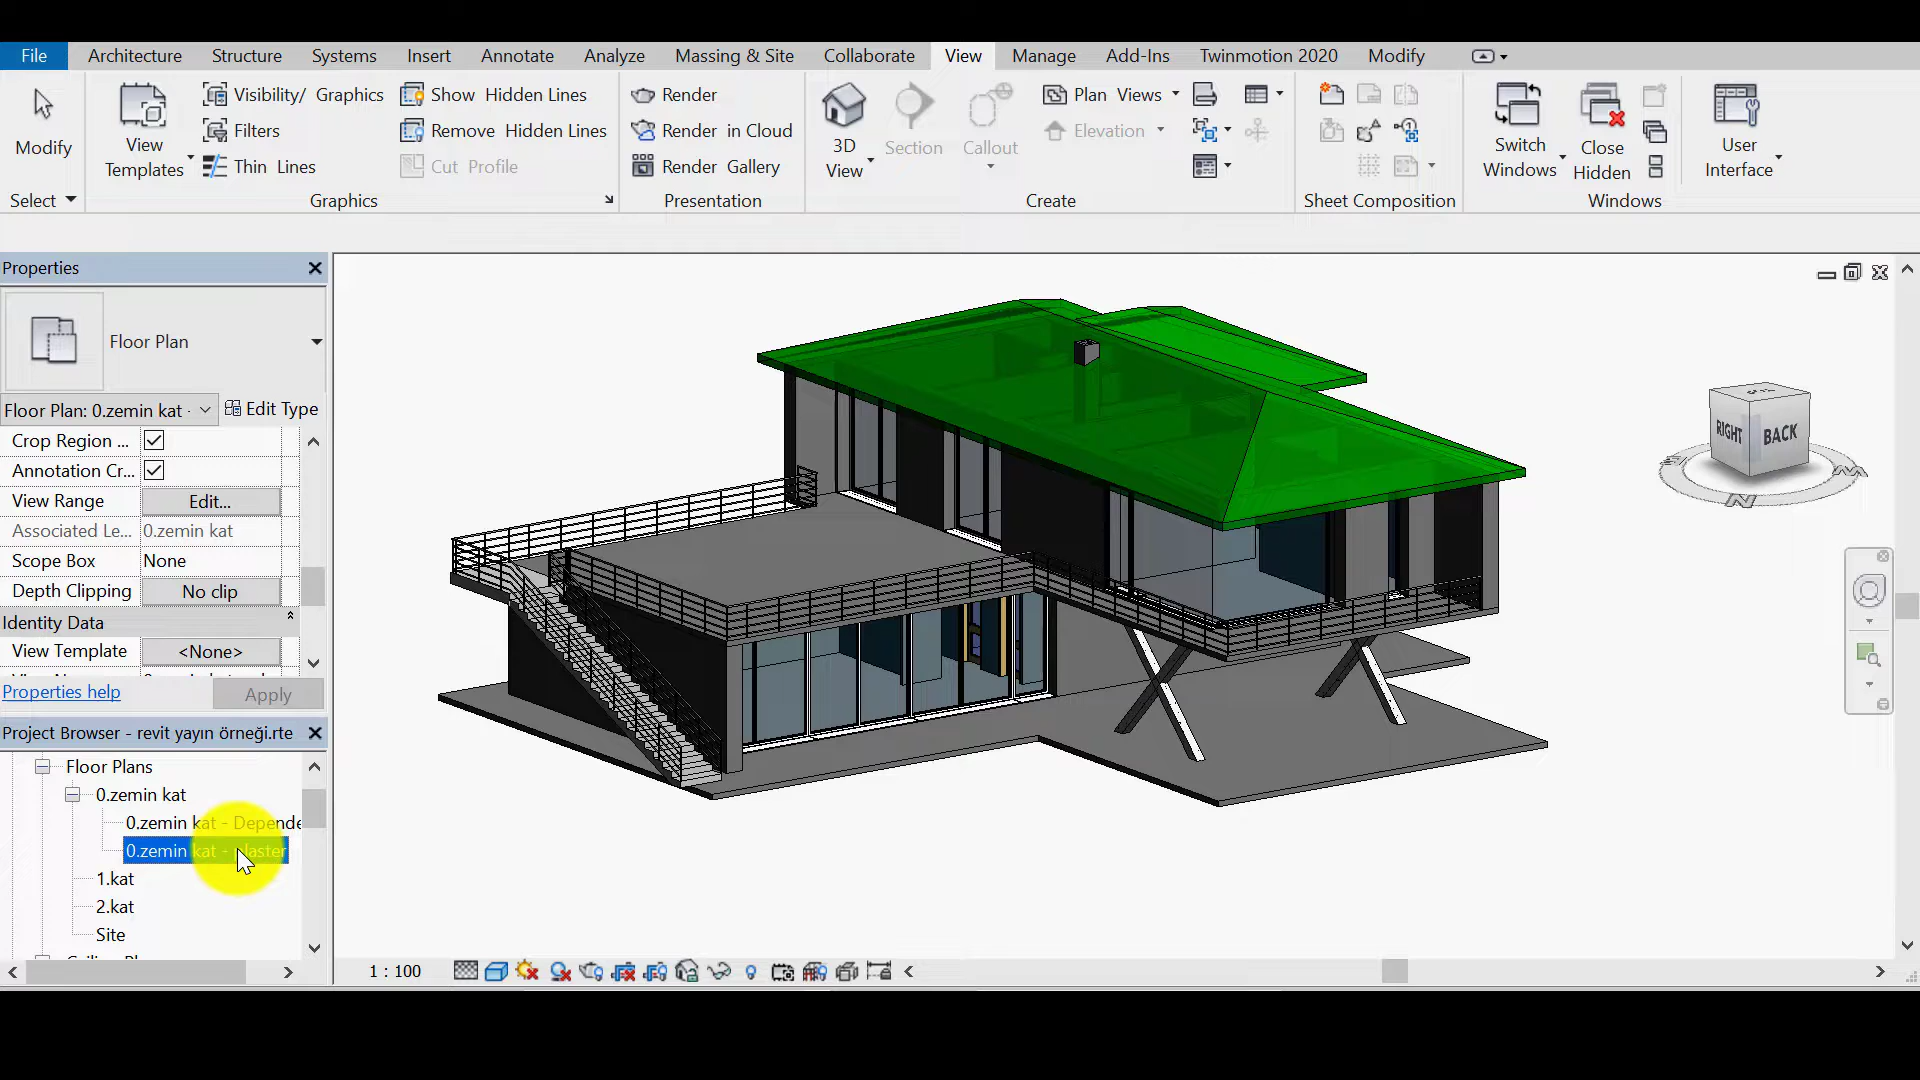 File Architecture Structure Systems Insert Annotate Analyze Massing & Site Collaborate View Manage Add-Ins Twinmotion 2020 Modify
Modify
Select
View Templates
Visibility/ Graphics
Filters
Thin Lines
Show Hidden Lines
Remove Hidden Lines
Cut Profile
Graphics
Render
Render in Cloud
Render Gallery
Presentation
3D View
Section
Callout
Plan Views
Elevation
Create
Sheet Composition
Switch Windows
Close Hidden
Windows
User Interface
Properties
Floor Plan
Floor Plan: 0.zemin kat -
Edit Type
Crop Region ...
Annotation Cr...
View Range Edit...
Associated Le... 0.zemin kat
Scope Box None
Depth Clipping No clip
Identity Data
View Template <None>
Properties help
Apply
Project Browser - revit yayın örneği.rte
Floor Plans
0.zemin kat
0.zemin kat - Depende
0.zemin kat -
1.kat
2.kat
Site
RIGHT
BACK
N
1 : 100